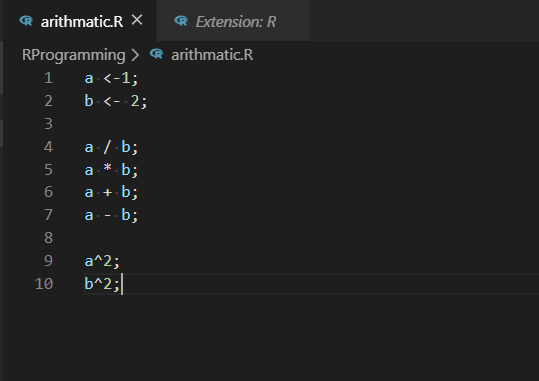 arithmatic.R
Extension: R
RProgramming > arithmatic.R
1 a <-1;
2 b <- 2;
3
4 a / b;
5 a * b;
6 a + b;
7 a - b;
8
9 a^2;
10 b^2;